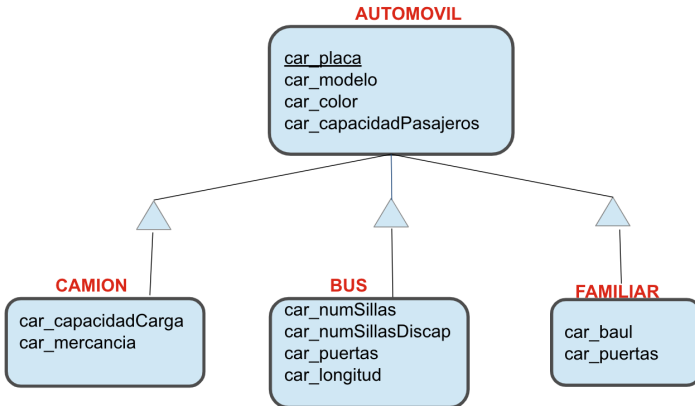 AUTOMOVIL
car_placa
car_modelo
car_color
car_capacidadPasajeros
CAMION
car_capacidadCarga
car_mercancia
BUS
car_numSillas
car_numSillasDiscap
car_puertas
car_longitud
FAMILIAR
car_baul
car_puertas